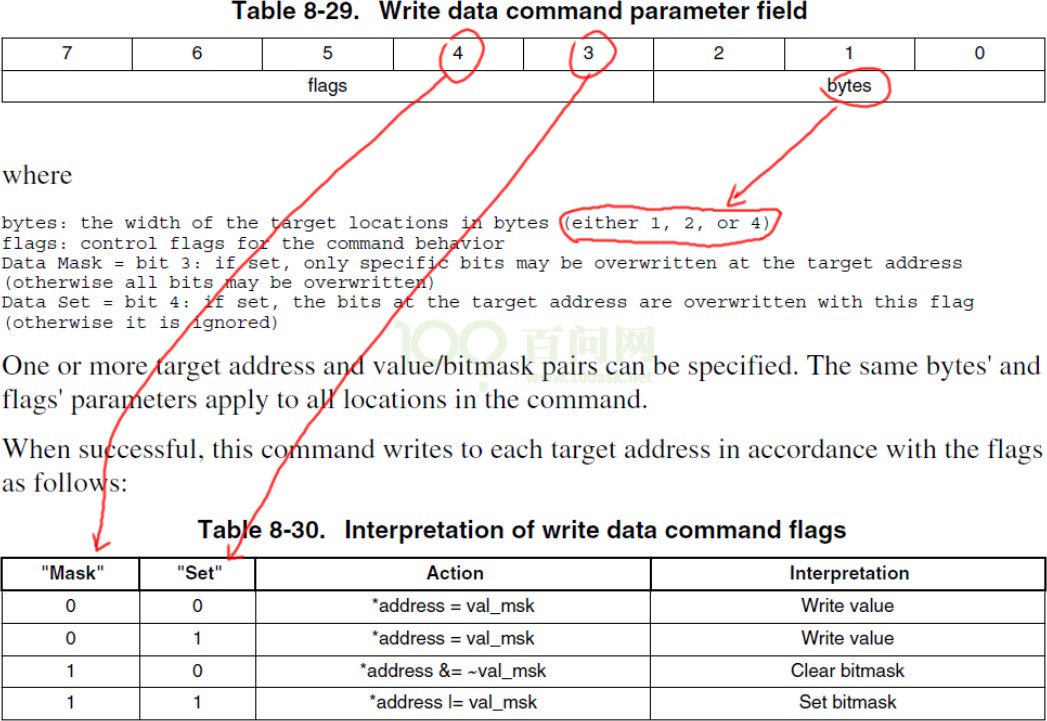 Table 8-29. Write data command parameter field
7 6 5 4 3 2 1 0
flags bytes
where
bytes: the width of the target locations in bytes (either 1, 2, or 4)
flags: control flags for the command behavior
Data Mask = bit 3: if set, only specific bits may be overwritten at the target address
(otherwise all bits may be overwritten)
Data Set = bit 4: if set, the bits at the target address are overwritten with this flag
(otherwise it is ignored)
100 百问网
www.100ask.net
One or more target address and value/bitmask pairs can be specified. The same bytes' and
flags' parameters apply to all locations in the command.
When successful, this command writes to each target address in accordance with the flags
as follows:
Table 8-30. Interpretation of write data command flags
"Mask" "Set" Action Interpretation
0 0 *address = val_msk Write value
0 1 *address = val_msk Write value
1 0 *address &= ~val_msk Clear bitmask
1 1 *address |= val_msk Set bitmask